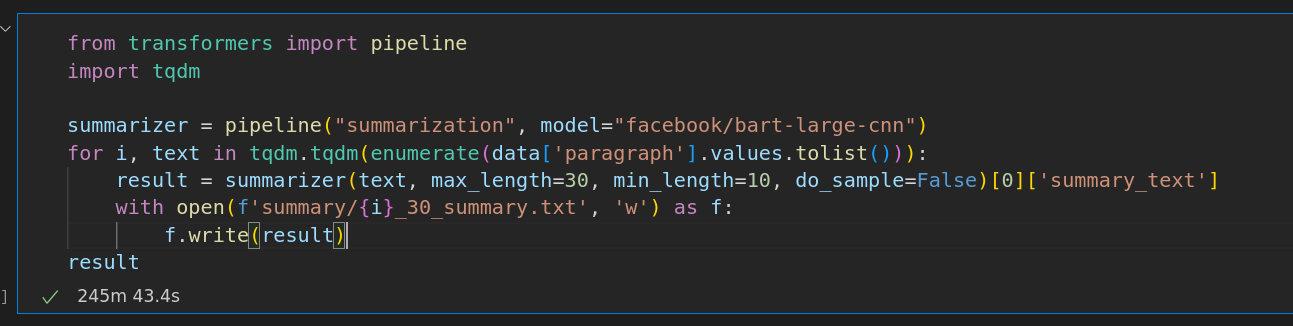 from transformers import pipeline
import tqdm
summarizer = pipeline("summarization", model="facebook/bart-large-cnn")
for i, text in tqdm.tqdm(enumerate(data['paragraph'].values.tolist())):
    result = summarizer(text, max_length=30, min_length=10, do_sample=False)[0]['summary_text']
    with open(f'summary/{i}_30_summary.txt', 'w') as f:
        f.write(result)
result
] 245m 43.4s